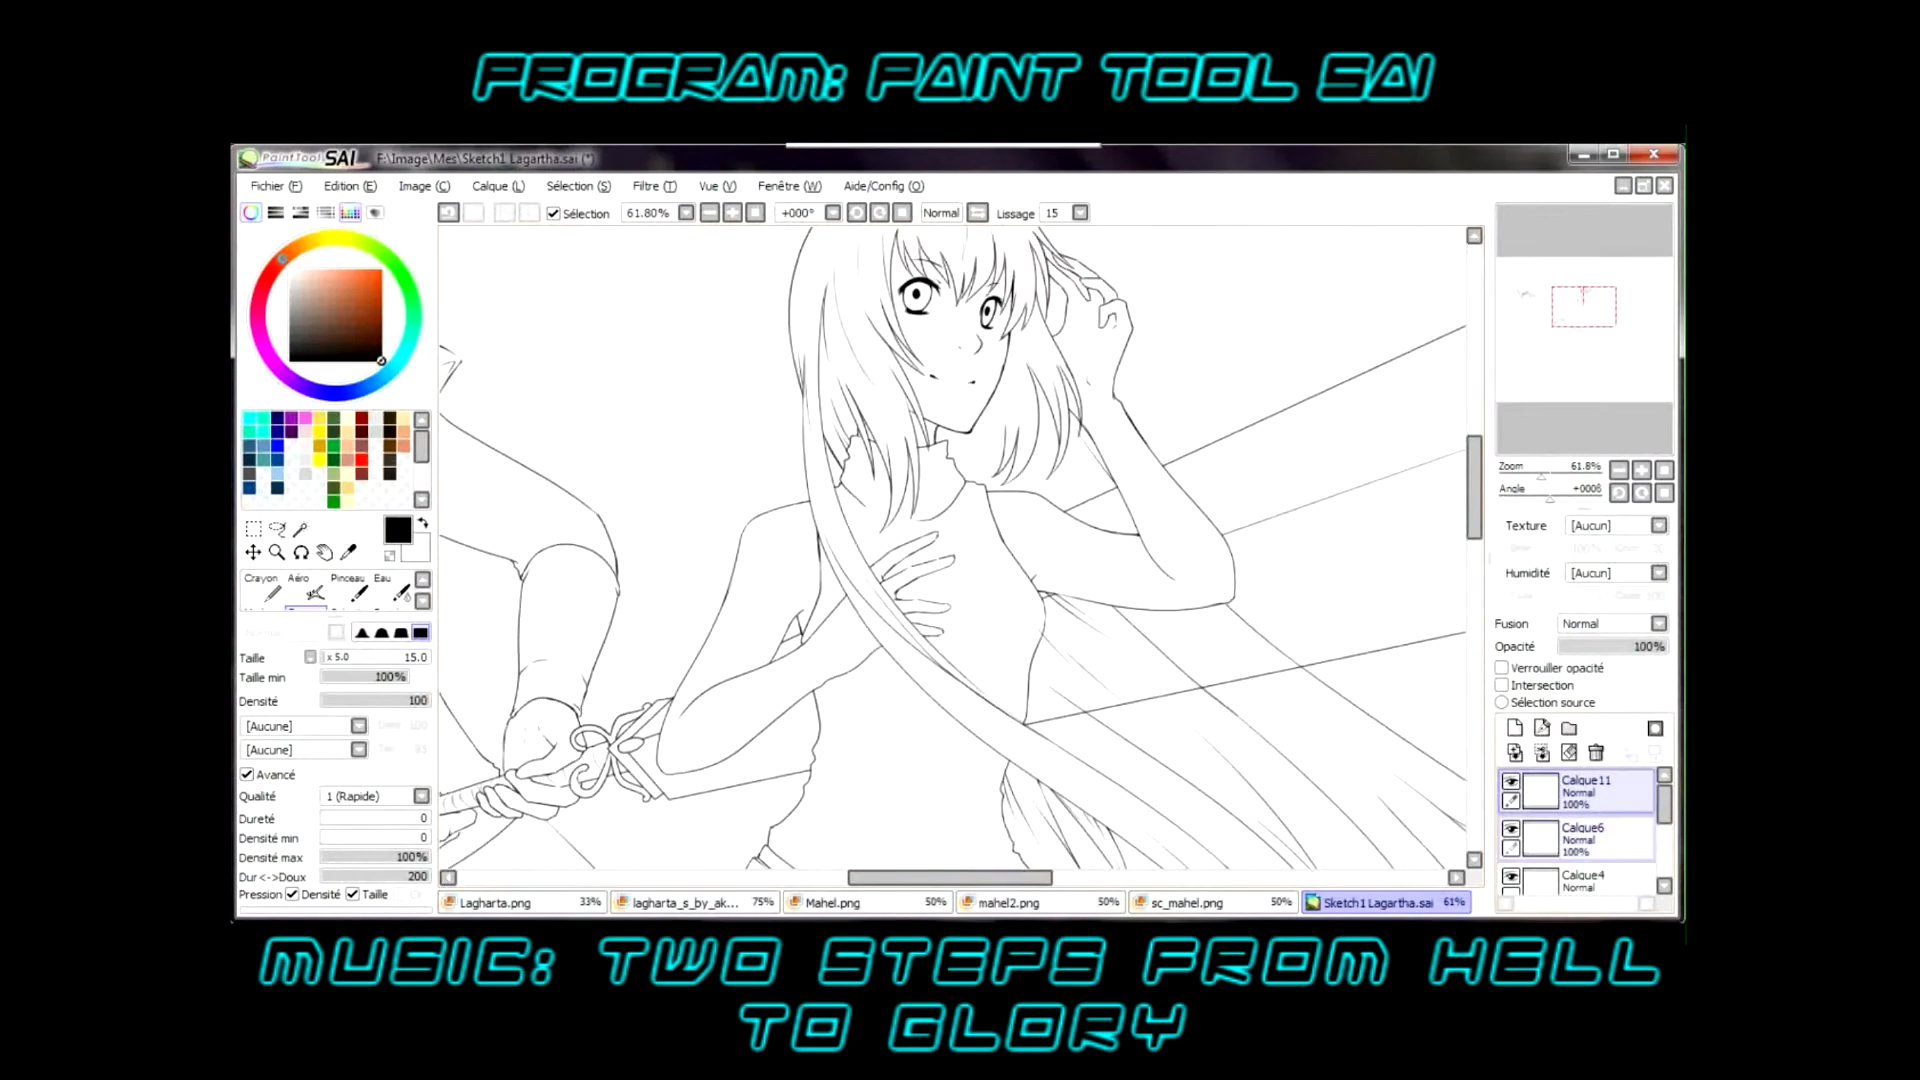 PROGRAM: PAINT TOOL SAI
PaintTool SAI F:\Image\Mes\Sketch1 Lagartha.sai (*)
Fichier (F) Edition (E) Image (C) Calque (L) Sélection (S) Filtre (T) Vue (V) Fenêtre (W) Aide/Config (O)
Sélection 61.80% +000° Normal Lissage 15
Zoom 61.8%
Angle
Texture [Aucun]
Humidité [Aucun]
Crayon Aéro Pinceau Eau
Taille x 5.0 15.0
Taille min 100%
Densité 100
[Aucune]
[Aucune]
Avancé
Qualité 1 (Rapide)
Dureté 0
Densité min 0
Densité max 100%
Dur<->Doux 200
Pression Densité Taille
Fusion Normal
Opacité 100%
Verrouiller opacité
Intersection
Sélection source
Calque11
Normal
100%
Calque6
Normal
100%
Calque4
Normal
Lagharta.png 33% lagharta_s_by_ak... 75% Mahel.png 50% mahel2.png 50% sc_mahel.png 50% Sketch1 Lagartha.sai 61%
MUSIC: TWO STEPS FROM HELL
TO GLORY